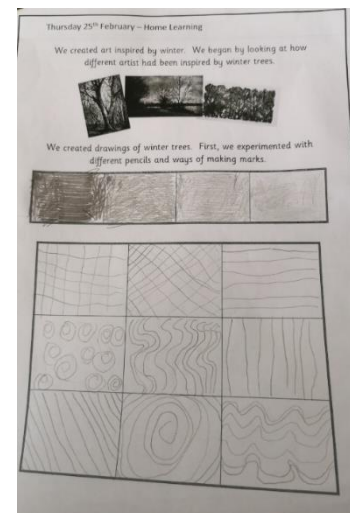 Thursday 25th February – Home Learning
We created art inspired by winter. We began by looking at how
different artist had been inspired by winter trees.
We created drawings of winter trees. First, we experimented with
different pencils and ways of making marks.